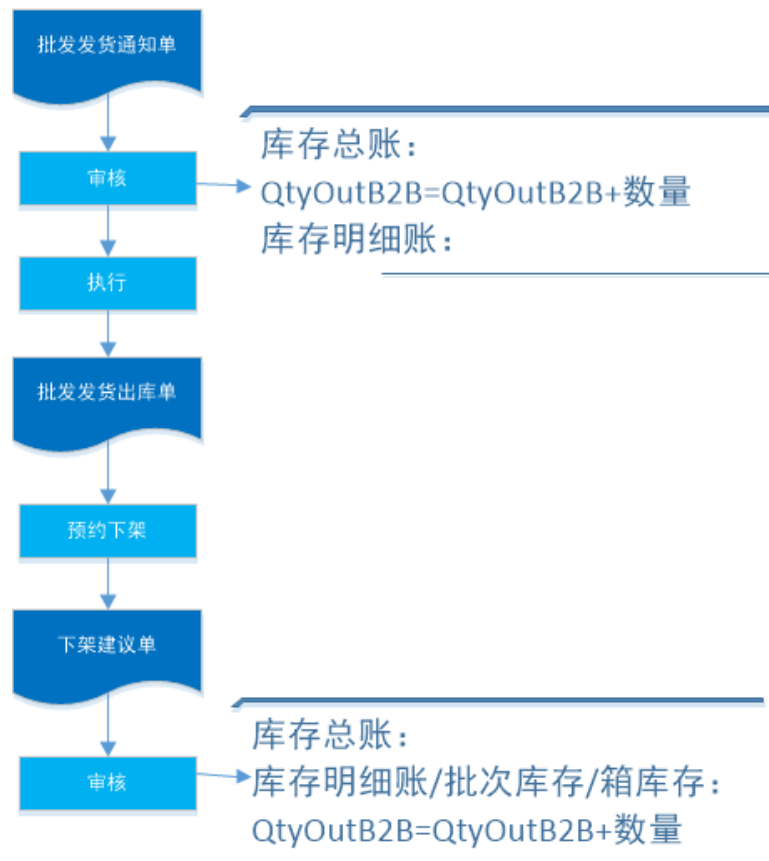 批发发货通知单
审核
库存总账：
QtyOutB2B=QtyOutB2B+数量
库存明细账：
执行
批发发货出库单
预约下架
下架建议单
审核
库存总账：
库存明细账/批次库存/箱库存：
QtyOutB2B=QtyOutB2B+数量